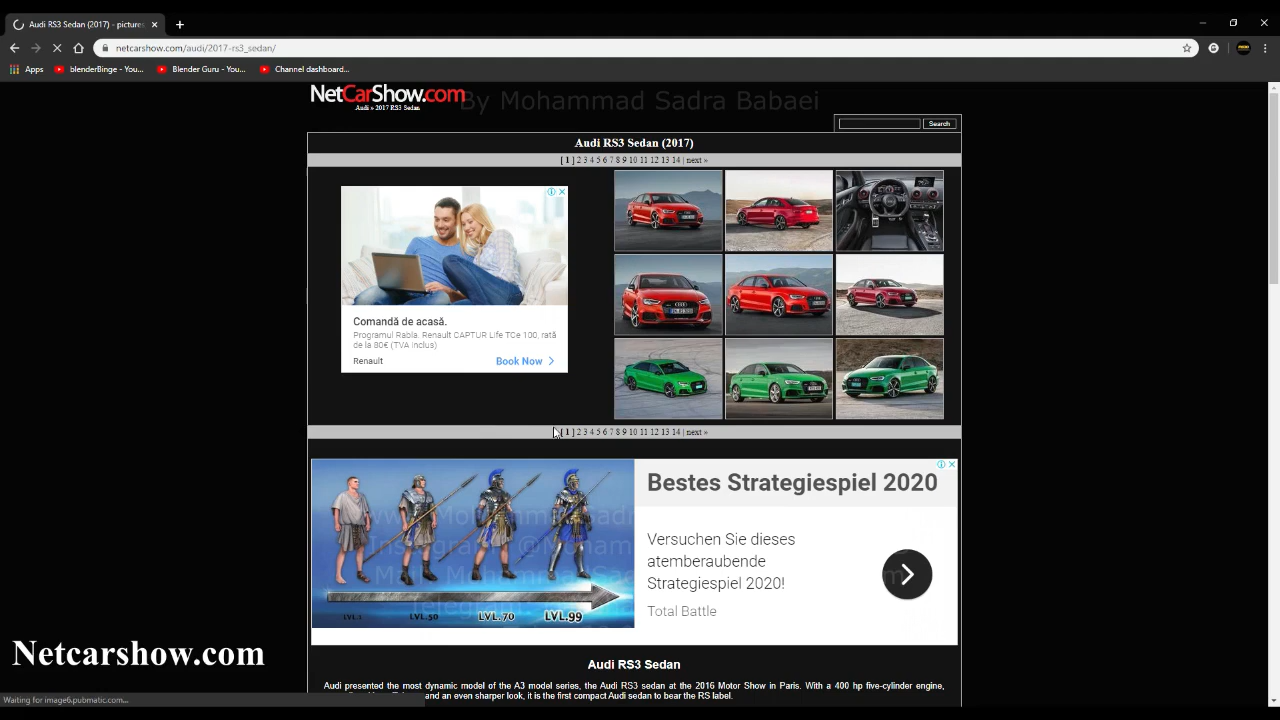 Audi RS3 Sedan (2017) - pictures
netcarshow.com/audi/2017-rs3_sedan/
Apps
blenderBinge - You...
Blender Guru - You...
Channel dashboard...
NetCarShow.com
By Mohammad Sadra Babaei
Audi » 2017 RS3 Sedan
Search
Audi RS3 Sedan (2017)
[ 1 ] 2 3 4 5 6 7 8 9 10 11 12 13 14 | next »
Comandă de acasă.
Programul Rabla. Renault CAPTUR Life TCe 100, rată
de la 80€ (TVA inclus)
Renault
Book Now
[ 1 ] 2 3 4 5 6 7 8 9 10 11 12 13 14 | next »
Bestes Strategiespiel 2020
Versuchen Sie dieses
atemberaubende
Strategiespiel 2020!
Total Battle
LVL.1 LVL.50 LVL.70 LVL.99
Netcarshow.com
Audi RS3 Sedan
Audi presented the most dynamic model of the A3 model series, the Audi RS3 sedan at the 2016 Motor Show in Paris. With a 400 hp five-cylinder engine,
and an even sharper look, it is the first compact Audi sedan to bear the RS label.
Waiting for image6.pubmatic.com...